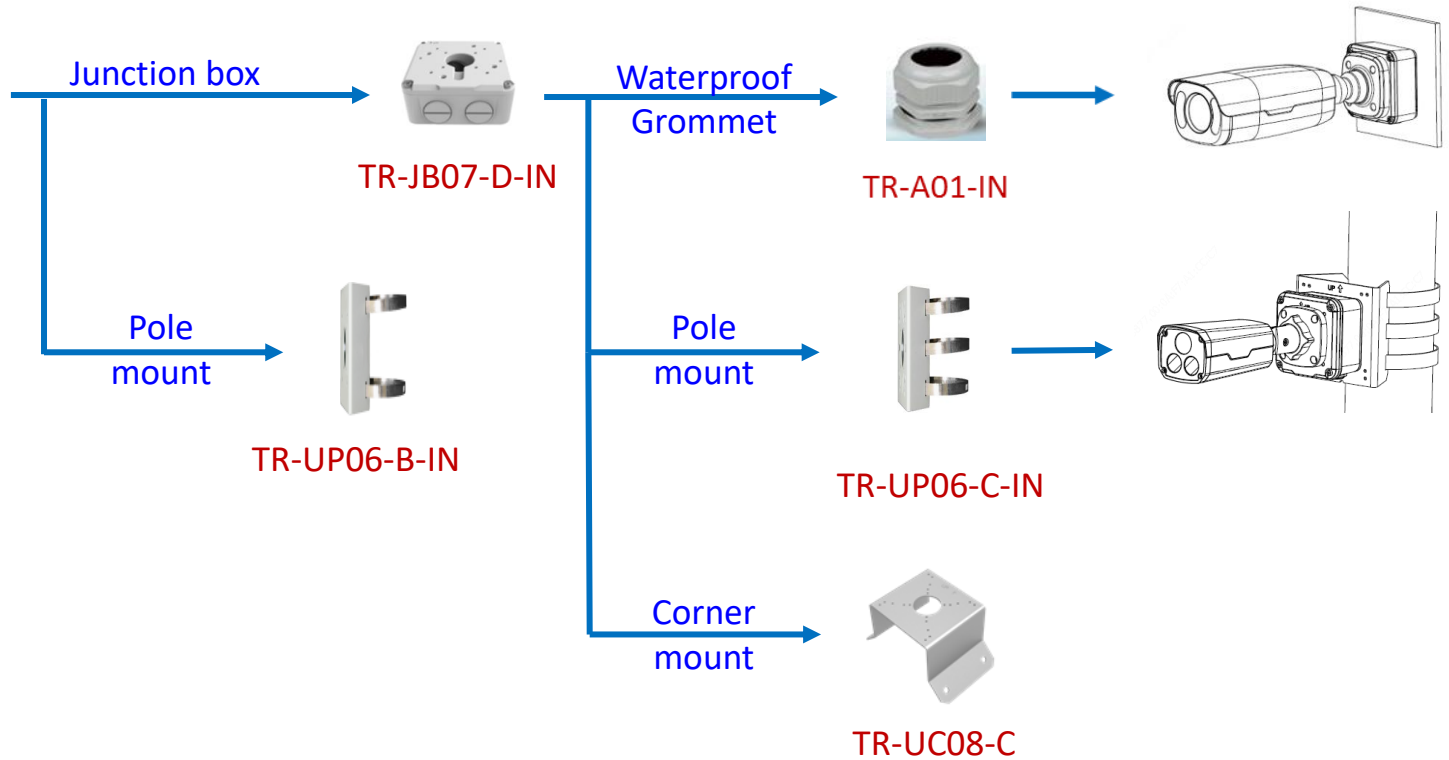 Junction box
TR-JB07-D-IN
Waterproof
Grommet
TR-A01-IN
Pole
mount
TR-UP06-B-IN
Pole
mount
TR-UP06-C-IN
UP
Corner
mount
TR-UC08-C